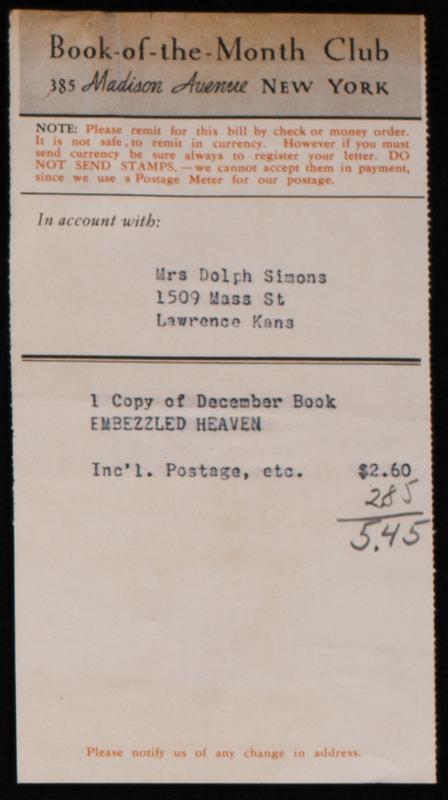 Book-of-the-Month Club
385 Madison Avenue NEW YORK
NOTE: Please remit for this bill by check or money order.
It is not safe, to remit in currency. However if you must
send currency be sure always to register your letter. DO
NOT SEND STAMPS,—we cannot accept them in payment,
since we use a Postage Meter for our postage.
In account with:
Mrs Dolph Simons
1509 Mass St
Lawrence Kans
1 Copy of December Book
EMBEZZLED HEAVEN
Inc'l. Postage, etc. $2.60
285
5.45
Please notify us of any change in address.